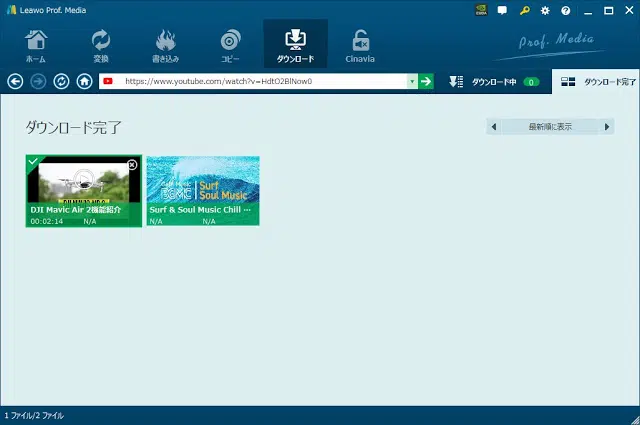 Leawo Prof. Media
ホーム
変換
書き込み
コピー
ダウンロード
Cinavia
Prof. Media
https://www.youtube.com/watch?v=HdtO2BlNow0
ダウンロード中 0
ダウンロード完了
ダウンロード完了
最新順に表示
DJI Mavic Air 2機能紹介
00:02:14 N/A
Cafe Music
BGMC
Surf
Soul Music
Surf & Soul Music Chill ...
N/A N/A
1 ファイル/2 ファイル